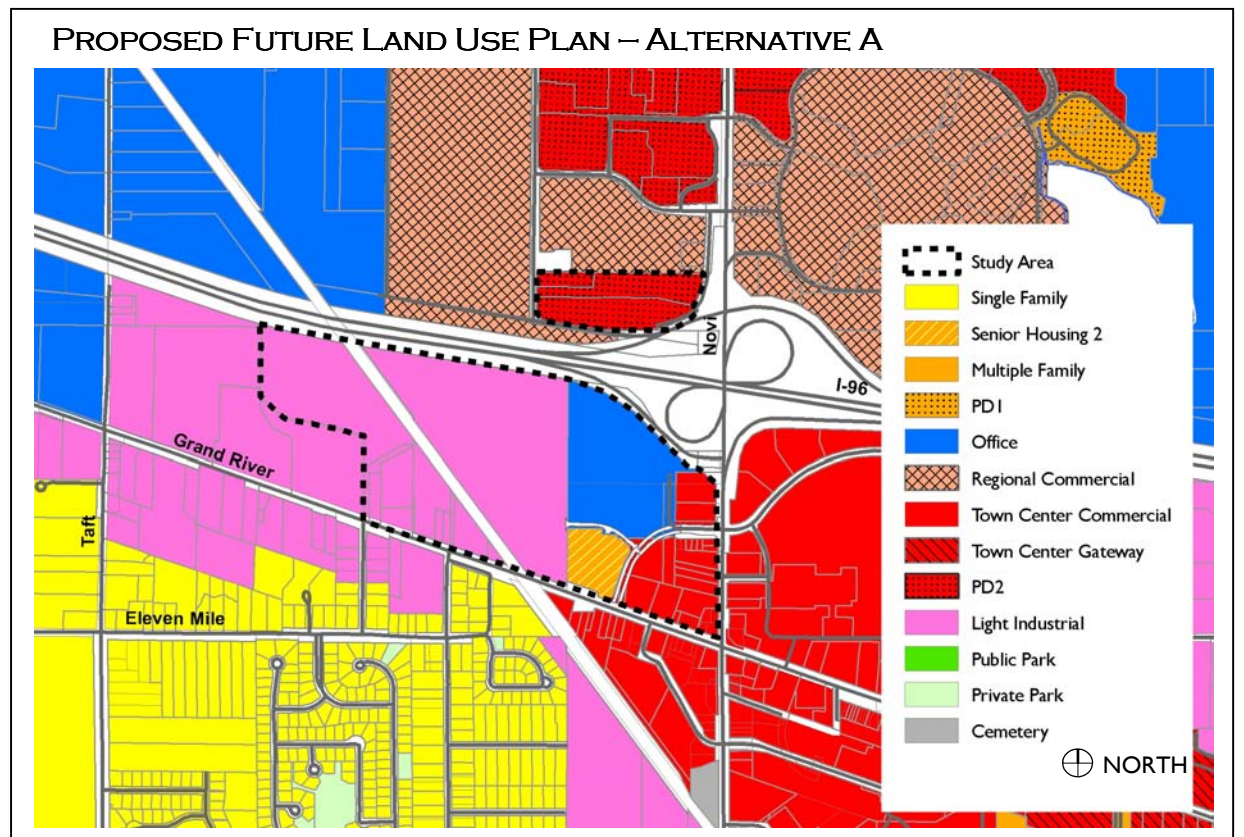 PROPOSED FUTURE LAND USE PLAN – ALTERNATIVE A
Novi
I-96
Grand River
Taft
Eleven Mile
Study Area
Single Family
Senior Housing 2
Multiple Family
PD1
Office
Regional Commercial
Town Center Commercial
Town Center Gateway
PD2
Light Industrial
Public Park
Private Park
Cemetery
NORTH